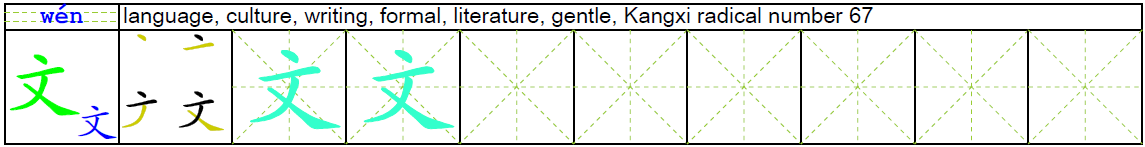 wén language, culture, writing, formal, literature, gentle, Kangxi radical number 67
文 文 文 文 文